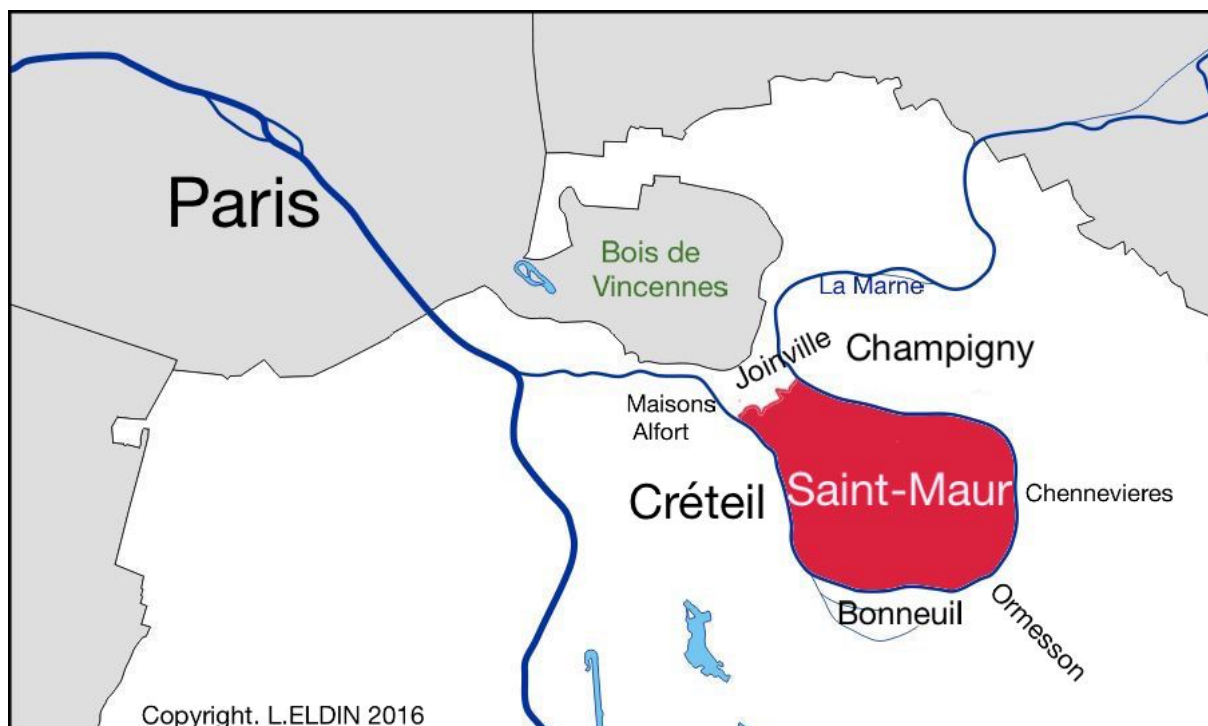 Paris
Bois de
Vincennes
La Marne
Joinville
Champigny
Maisons
Alfort
Créteil
Saint-Maur
Chennevieres
Bonneuil
Ormesson
Copyright. L.ELDIN 2016